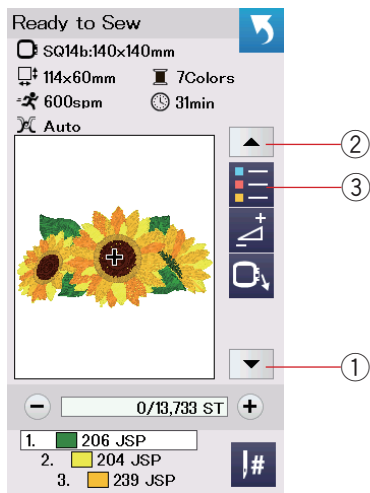 Ready to Sew
SQ14b:140x140mm
114x60mm 7Colors
600spm 31min
Auto
②
③
①
0/13,733 ST
1. 206 JSP
2. 204 JSP
3. 239 JSP
#